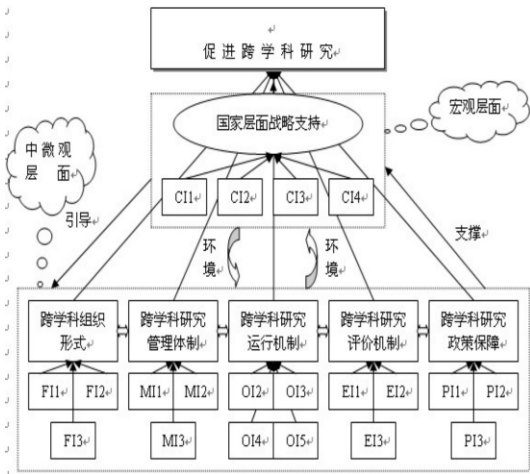 促进跨学科研究
国家层面战略支持
宏观层面
中微观
层 面
CI1 CI2 CI3 CI4
引导
支撑
环
境
环
境
跨学科组织
形式
跨学科研究
管理体制
跨学科研究
运行机制
跨学科研究
评价机制
跨学科研究
政策保障
FI1 FI2 MI1 MI2 OI2 OI3 EI1 EI2 PI1 PI2
FI3 MI3 OI4 OI5 EI3 PI3